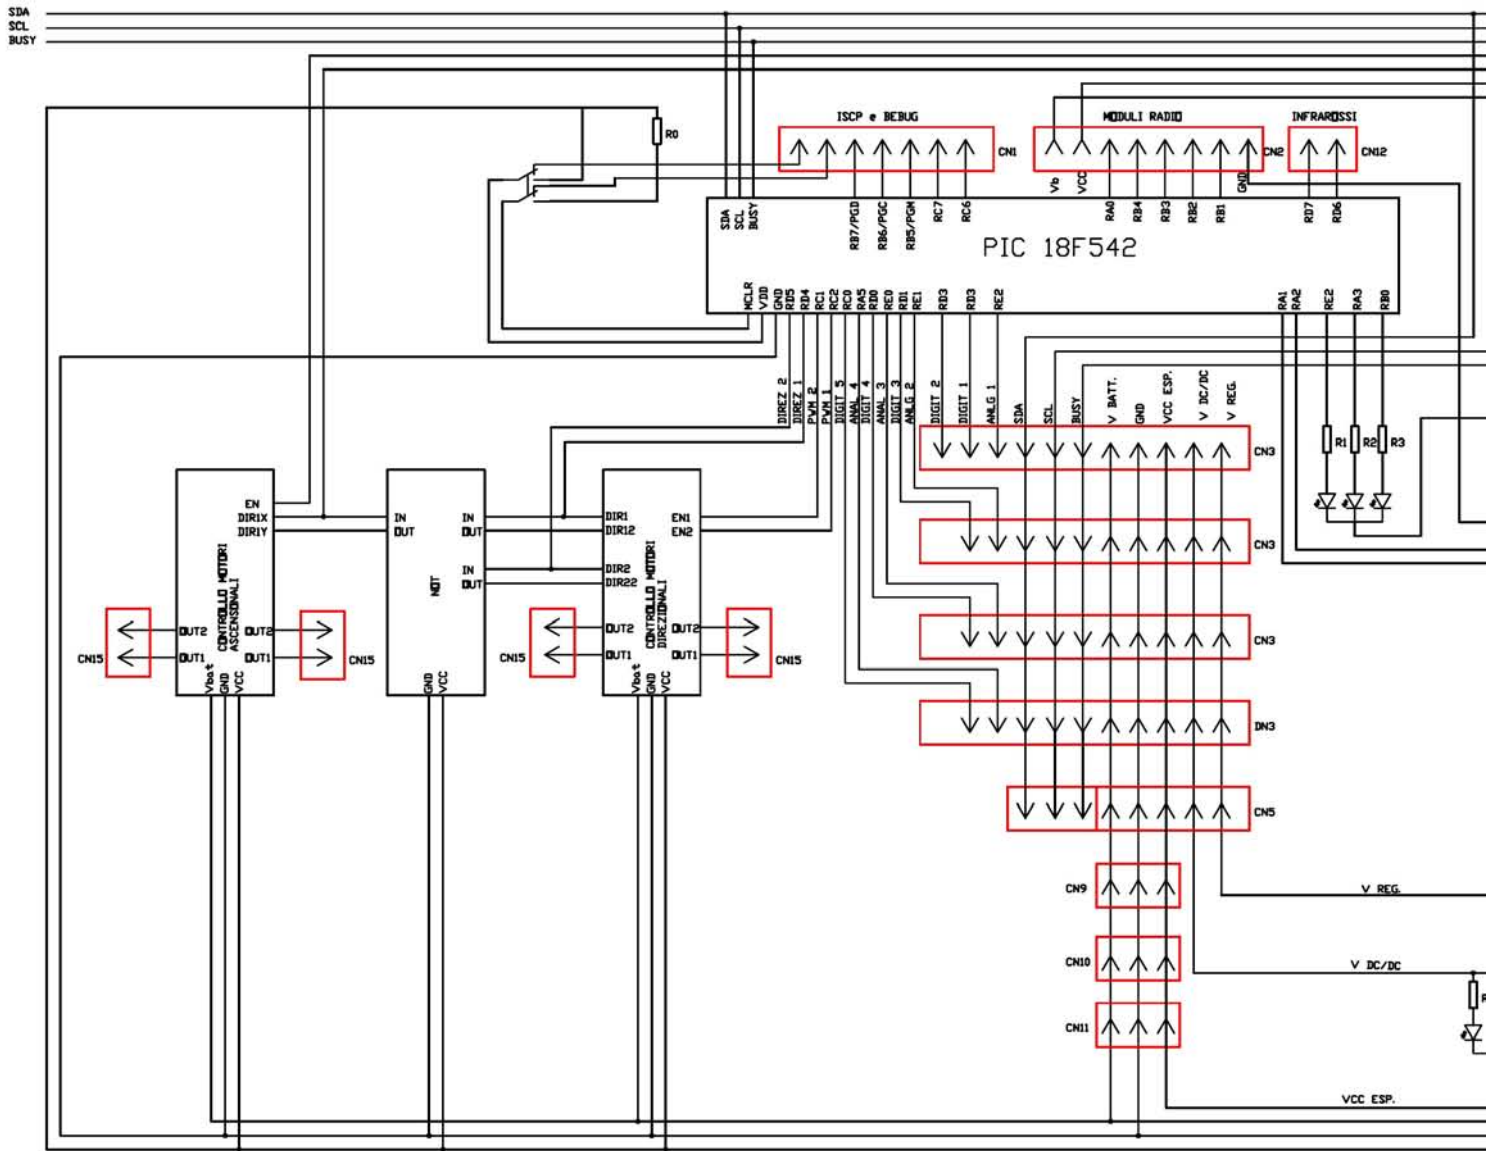 SDA
SCL
BUSY
ISCP e BEBUG
MODULI RADIO
INFRAROSSI
R0
CN1
CN2
CN12
Vb
VCC
GND
SDA
SCL
BUSY
RB7/PGD
RB6/PGC
RB5/PGM
RC7
RC6
RA0
RB4
RB3
RB2
RB1
RD7
RD6
PIC 18F542
MCLR
VDD
GND
RD5
RD4
RC1
RC2
RC0
RA5
RD0
RE0
RD1
RE1
RD3
RD3
RE2
RA1
RA2
RE2
RA3
RB0
DIREZ 2
DIREZ 1
PWM 2
PWM 1
DIGIT 5
ANAL 4
DIGIT 4
ANAL 3
DIGIT 3
ANLG 2
DIGIT 2
DIGIT 1
ANLG 1
SDA
SCL
BUSY
V BATT.
GND
VCC ESP.
V DC/DC
V REG.
R1
R2
R3
CN3
CN3
CN3
DN3
CN5
CN9
CN10
CN11
EN
DIR1X
DIR1Y
CONTROLLO MOTORI
ASCENSIONALI
OUT2
OUT1
OUT2
OUT1
Vbat
GND
VCC
CN15
CN15
IN
OUT
IN
OUT
IN
OUT
NOT
GND
VCC
DIR1
DIR12
DIR2
DIR22
EN1
EN2
CONTROLLO MOTORI
DIREZIONALI
OUT2
OUT1
OUT2
OUT1
Vbat
GND
VCC
CN15
CN15
V REG.
V DC/DC
R
VCC ESP.